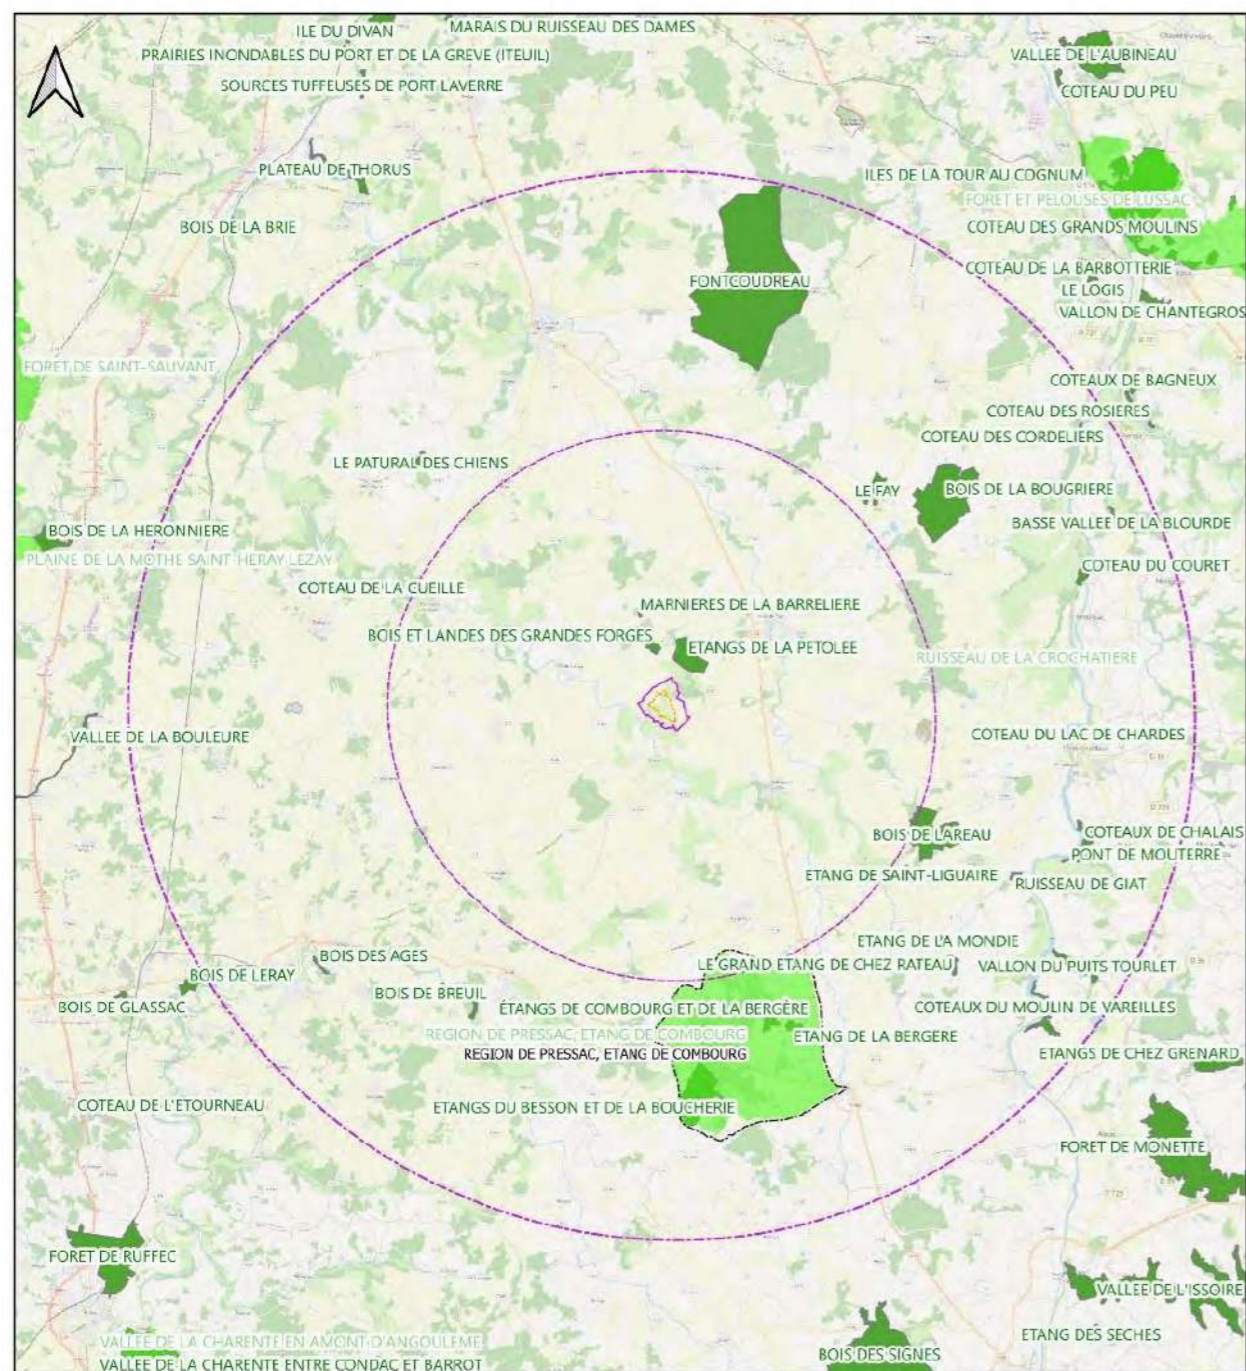 ILE DU DIVAN
MARAIS DU RUISSEAU DES DAMES
PRAIRIES INONDABLES DU PORT ET DE LA GREVE (ITEUIL)
VALLEE DE L'AUBINEAU
SOURCES TUFFEUSES DE PORT LAVERRE
COTEAU DU PEU
PLATEAU DE THORUS
ILES DE LA TOUR AU COGNUM
FORET ET PELOUSES DE LUSSAC
BOIS DE LA BRIE
COTEAU DES GRANDS MOULINS
COTEAU DE LA BARBOTTERIE
FONTCOUDREAU
LE LOGIS
VALLON DE CHANTEGROS
FORET DE SAINT-SAUVANT
COTEAUX DE BAGNEUX
COTEAU DES ROSIERES
COTEAU DES CORDELIERS
LE PATURAL DES CHIENS
LE FAY
BOIS DE LA BOUGRIERE
BASSE VALLEE DE LA BLOURDE
BOIS DE LA HERONNIERE
PLAINE DE LA MOTHE SAINT-HERAY LEZAY
COTEAU DU COURET
COTEAU DE LA CUEILLE
MARNIERES DE LA BARRELIERE
BOIS ET LANDES DES GRANDES FORGES
ETANGS DE LA PETOLEE
RUISSEAU DE LA CROCHATIERE
VALLEE DE LA BOULEURE
COTEAU DU LAC DE CHARDES
BOIS DE LAREAU
COTEAUX DE CHALAIS
PONT DE MOUTERRE
ETANG DE SAINT-LIGUAIRE
RUISSEAU DE GIAT
ETANG DE LA MONDIE
BOIS DES AGES
LE GRAND ETANG DE CHEZ RATEAU
VALLON DU PUITS TOURLET
BOIS DE LERAY
BOIS DE BREUIL
BOIS DE GLASSAC
ÉTANGS DE COMBOURG ET DE LA BERGÈRE
COTEAUX DU MOULIN DE VAREILLES
REGION DE PRESSAC, ETANG DE COMBOURG
ETANG DE LA BERGERE
REGION DE PRESSAC, ETANG DE COMBOURG
ETANGS DE CHEZ GRENARD
COTEAU DE L'ETOURNEAU
ETANGS DU BESSON ET DE LA BOUCHERIE
FORET DE MONETTE
FORET DE RUFFEC
VALLEE DE L'ISSOIRE
VALLEE DE LA CHARENTE EN AMONT D'ANGOULEME
ETANG DES SECHES
BOIS DES SIGNES
VALLEE DE LA CHARENTE ENTRE CONDAC ET BARROT